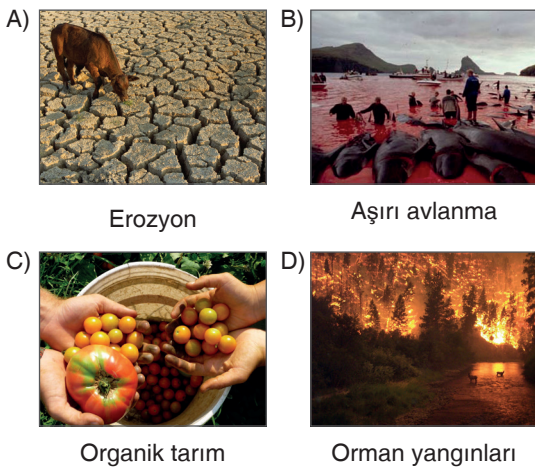 A)
B)
Erozyon
Aşırı avlanma
C)
D)
Organik tarım
Orman yangınları